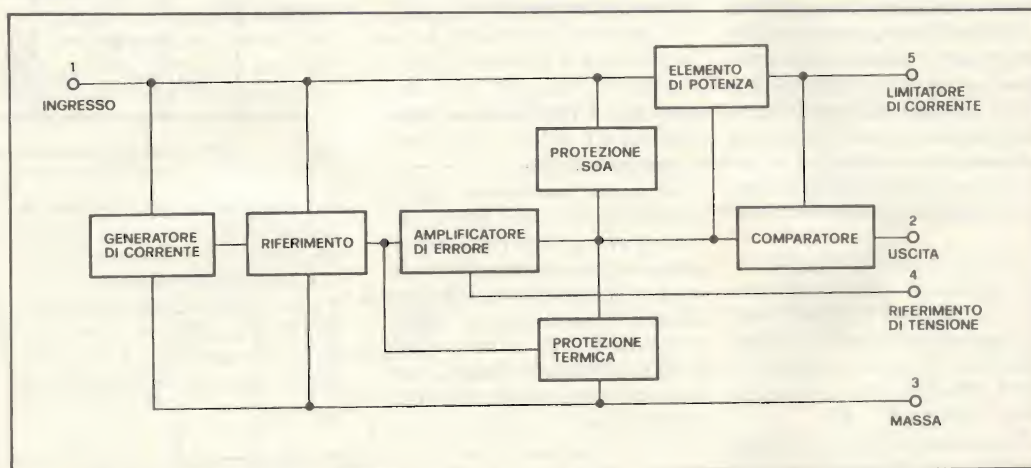 1
INGRESSO
ELEMENTO
DI POTENZA
5
LIMITATORE
DI CORRENTE
PROTEZIONE
SOA
GENERATORE
DI CORRENTE
RIFERIMENTO
AMPLIFICATORE
DI ERRORE
COMPARATORE
2
USCITA
4
RIFERIMENTO
DI TENSIONE
PROTEZIONE
TERMICA
3
MASSA